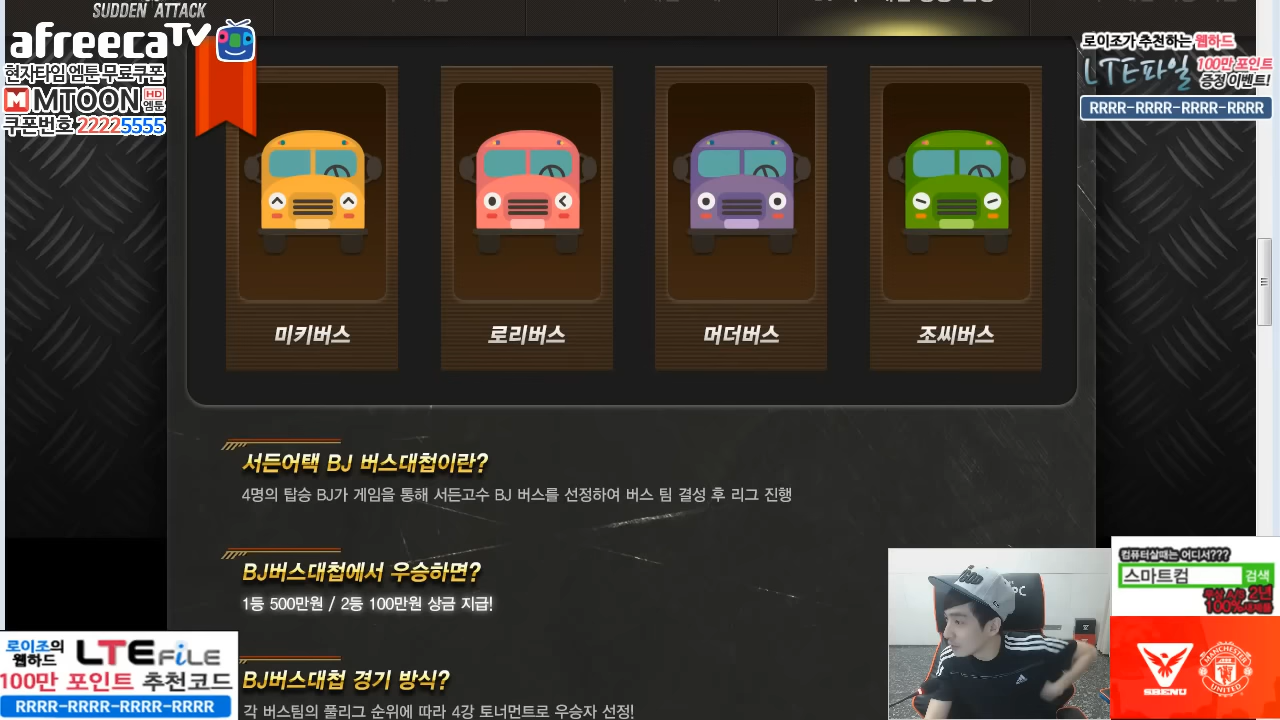 SUDDEN ATTACK
afreecaTV
현자타임 엠툰 무료쿠폰
MTOON HD 엠툰
쿠폰번호 22225555
로이조가 추천하는 웹하드
LTE파일 100만 포인트 증정 이벤트!
RRRR-RRRR-RRRR-RRRR
미키버스
로리버스
머더버스
조씨버스
서든어택 BJ 버스대첩이란?
4명의 탑승 BJ가 게임을 통해 서든고수 BJ 버스를 선정하여 버스 팀 결성 후 리그 진행
BJ버스대첩에서 우승하면?
1등 500만원 / 2등 100만원 상금 지급!
BJ버스대첩 경기 방식?
각 버스팀의 풀리그 순위에 따라 4강 토너먼트로 우승자 선정!
로이조의 웹하드 LTEFiLE
100만 포인트 추천코드
RRRR-RRRR-RRRR-RRRR
컴퓨터살때는 어디서???
스마트컴 검색
무상 A/S 2년
100%새제품
SHENU
MANCHESTER UNITED